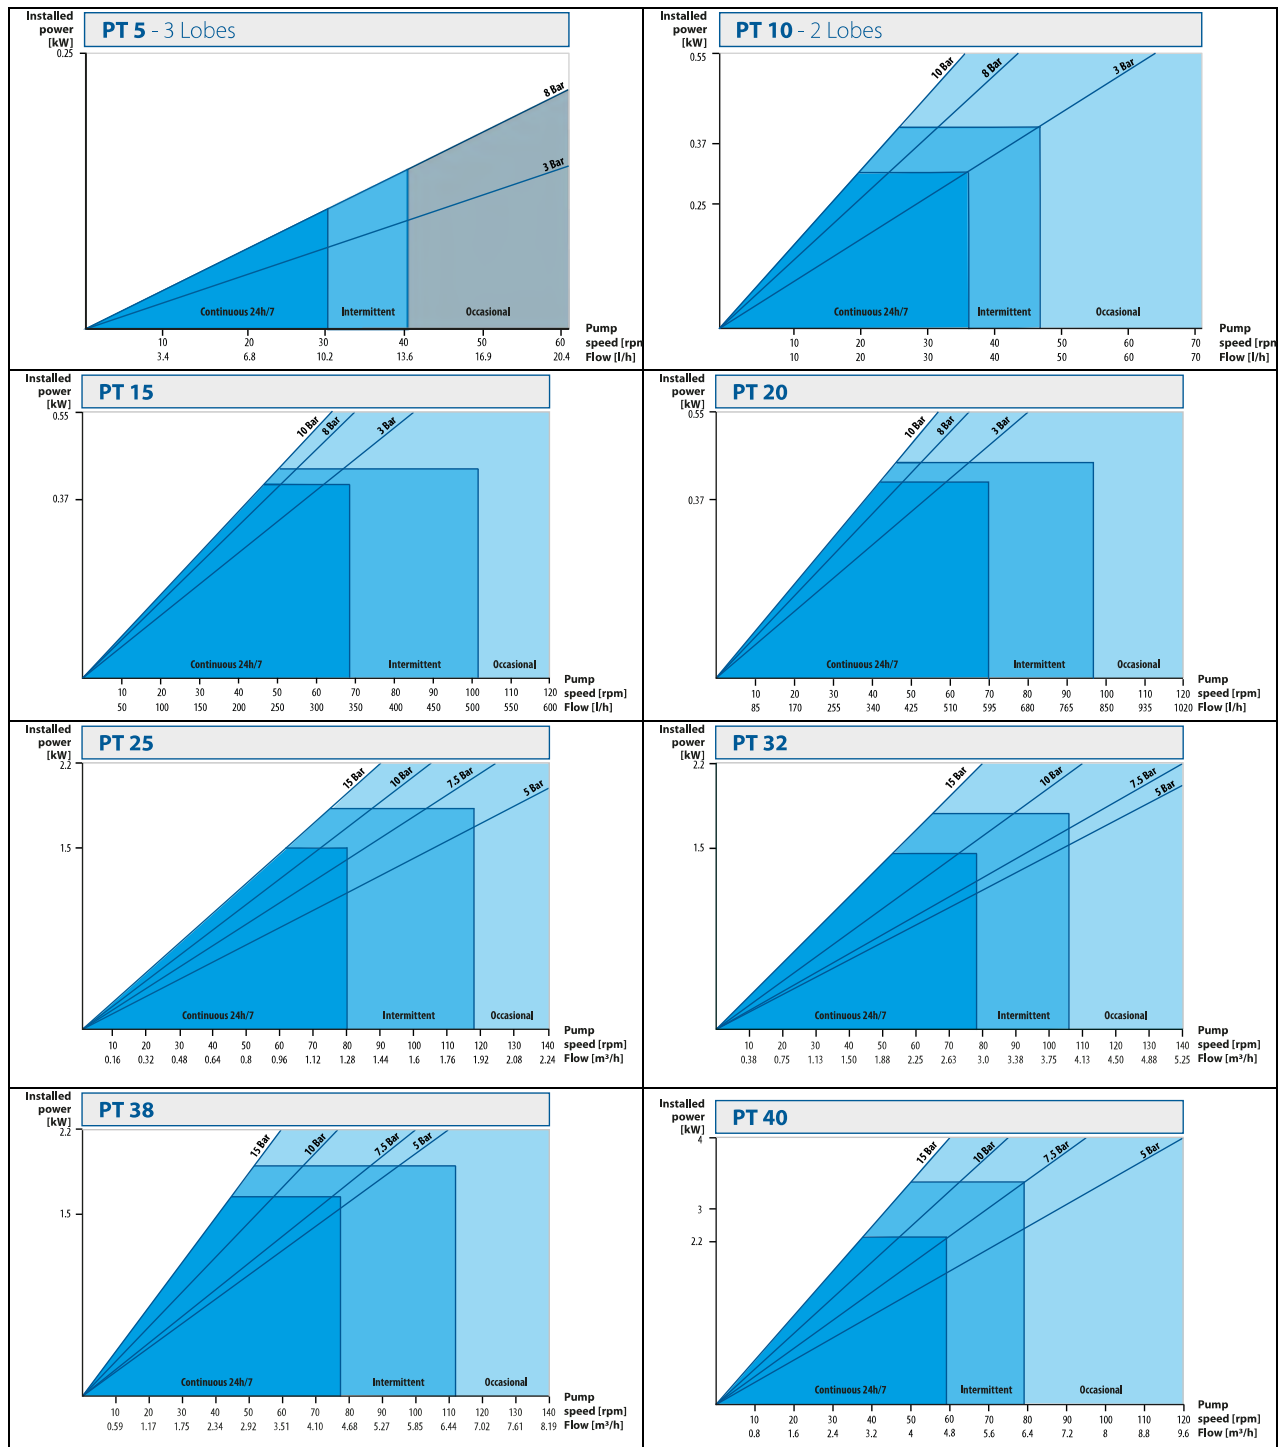 Installed
power
[kW]
PT 5 - 3 Lobes
0.25
8 Bar
3 Bar
Continuous 24h/7
Intermittent
Occasional
Pump
10 20 30 40 50 60 speed [rpm
3.4 6.8 10.2 13.6 16.9 20.4 Flow [l/h]
Installed
power
[kW]
PT 10 - 2 Lobes
0.55
10 Bar
8 Bar
3 Bar
0.37
0.25
Continuous 24h/7
Intermittent
Occasional
Pump
10 20 30 40 50 60 70 speed [rpm
10 20 30 40 50 60 70 Flow [l/h]
Installed
power
[kW]
PT 15
0.55
10 Bar
8 Bar
3 Bar
0.37
Continuous 24h/7
Intermittent
Occasional
Pump
10 20 30 40 50 60 70 80 90 100 110 120 speed [rpm]
50 100 150 200 250 300 350 400 450 500 550 600 Flow [l/h]
Installed
power
[kW]
PT 20
0.55
10 Bar
8 Bar
3 Bar
0.37
Continuous 24h/7
Intermittent
Occasional
Pump
10 20 30 40 50 60 70 80 90 100 110 120 speed [rpm]
85 170 255 340 425 510 595 680 765 850 935 1020 Flow [l/h]
Installed
power
[kW]
PT 25
2.2
15 Bar
10 Bar
7.5 Bar
5 Bar
1.5
Continuous 24h/7
Intermittent
Occasional
Pump
10 20 30 40 50 60 70 80 90 100 110 120 130 140 speed [rpm]
0.16 0.32 0.48 0.64 0.8 0.96 1.12 1.28 1.44 1.6 1.76 1.92 2.08 2.24 Flow [m³/h]
Installed
power
[kW]
PT 32
2.2
15 Bar
10 Bar
7.5 Bar
5 Bar
1.5
Continuous 24h/7
Intermittent
Occasional
Pump
10 20 30 40 50 60 70 80 90 100 110 120 130 140 speed [rpm]
0.38 0.75 1.13 1.50 1.88 2.25 2.63 3.0 3.38 3.75 4.13 4.50 4.88 5.25 Flow [m³/h]
Installed
power
[kW]
PT 38
2.2
15 Bar
10 Bar
7.5 Bar
5 Bar
1.5
Continuous 24h/7
Intermittent
Occasional
Pump
10 20 30 40 50 60 70 80 90 100 110 120 130 140 speed [rpm]
0.59 1.17 1.75 2.34 2.92 3.51 4.10 4.68 5.27 5.85 6.44 7.02 7.61 8.19 Flow [m³/h]
Installed
power
[kW]
PT 40
4
15 Bar
10 Bar
7.5 Bar
5 Bar
3
2.2
Continuous 24h/7
Intermittent
Occasional
Pump
10 20 30 40 50 60 70 80 90 100 110 120 speed [rpm]
0.8 1.6 2.4 3.2 4 4.8 5.6 6.4 7.2 8 8.8 9.6 Flow [m³/h]